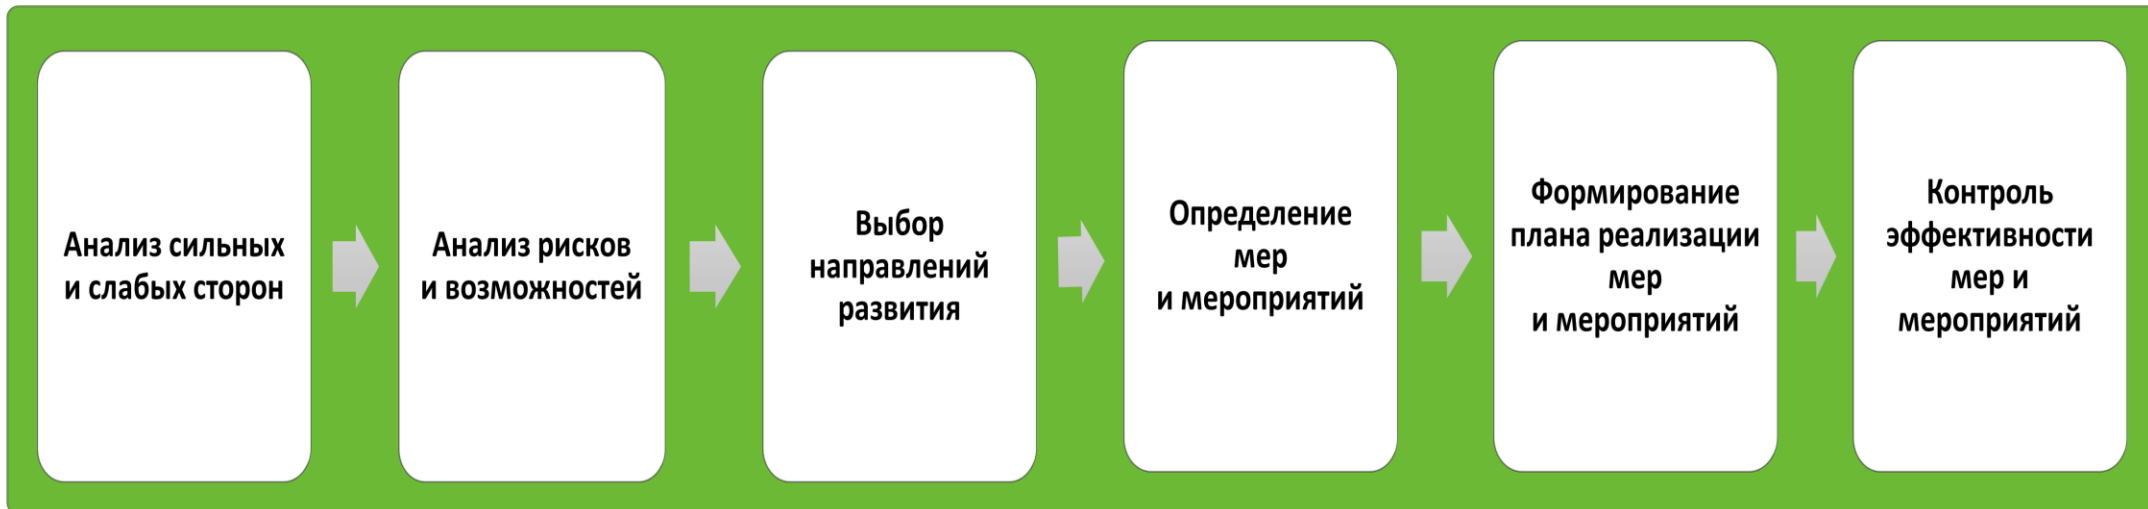 Анализ сильных
и слабых сторон
Анализ рисков
и возможностей
Выбор
направлений
развития
Определение
мер
и мероприятий
Формирование
плана реализации
мер
и мероприятий
Контроль
эффективности
мер и
мероприятий